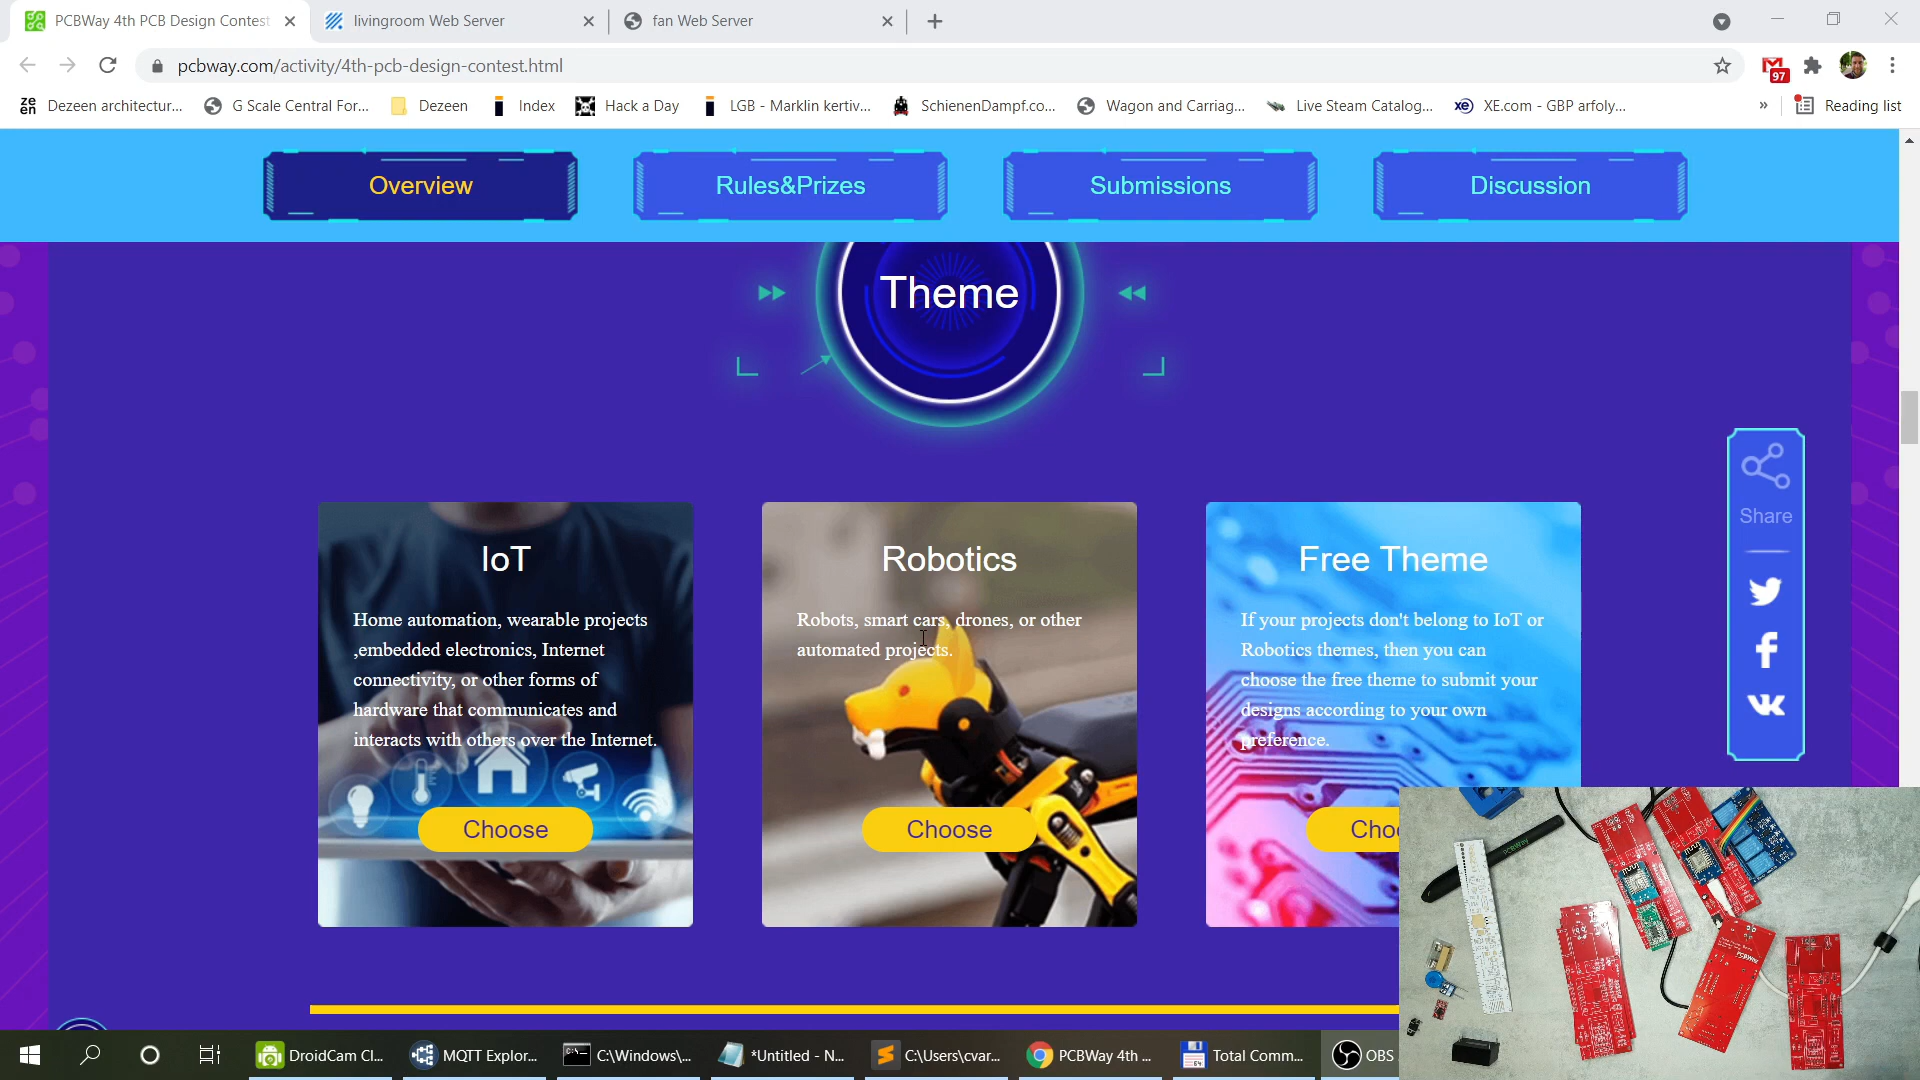 PCBWay 4th PCB Design Contest
livingroom Web Server
fan Web Server
pcbway.com/activity/4th-pcb-design-contest.html
97
ze
en
Dezeen architectur...
G Scale Central For...
Dezeen
Index
Hack a Day
LGB - Marklin kertiv...
SchienenDampf.co...
Wagon and Carriag...
Live Steam Catalog...
xe
XE.com - GBP arfoly...
»
Reading list
Overview
Rules&Prizes
Submissions
Discussion
Theme
Share
IoT
Home automation, wearable projects
,embedded electronics, Internet
connectivity, or other forms of
hardware that communicates and
interacts with others over the Internet.
Choose
Robotics
Robots, smart cars, drones, or other
automated projects.
Choose
Free Theme
If your projects don't belong to IoT or
Robotics themes, then you can
choose the free theme to submit your
designs according to your own
preference.
Choo
PCBWay
DroidCam Cl...
MQTT Explor...
C:\Windows\...
*Untitled - N...
C:\Users\cvar...
PCBWay 4th ...
Total Comm...
OBS